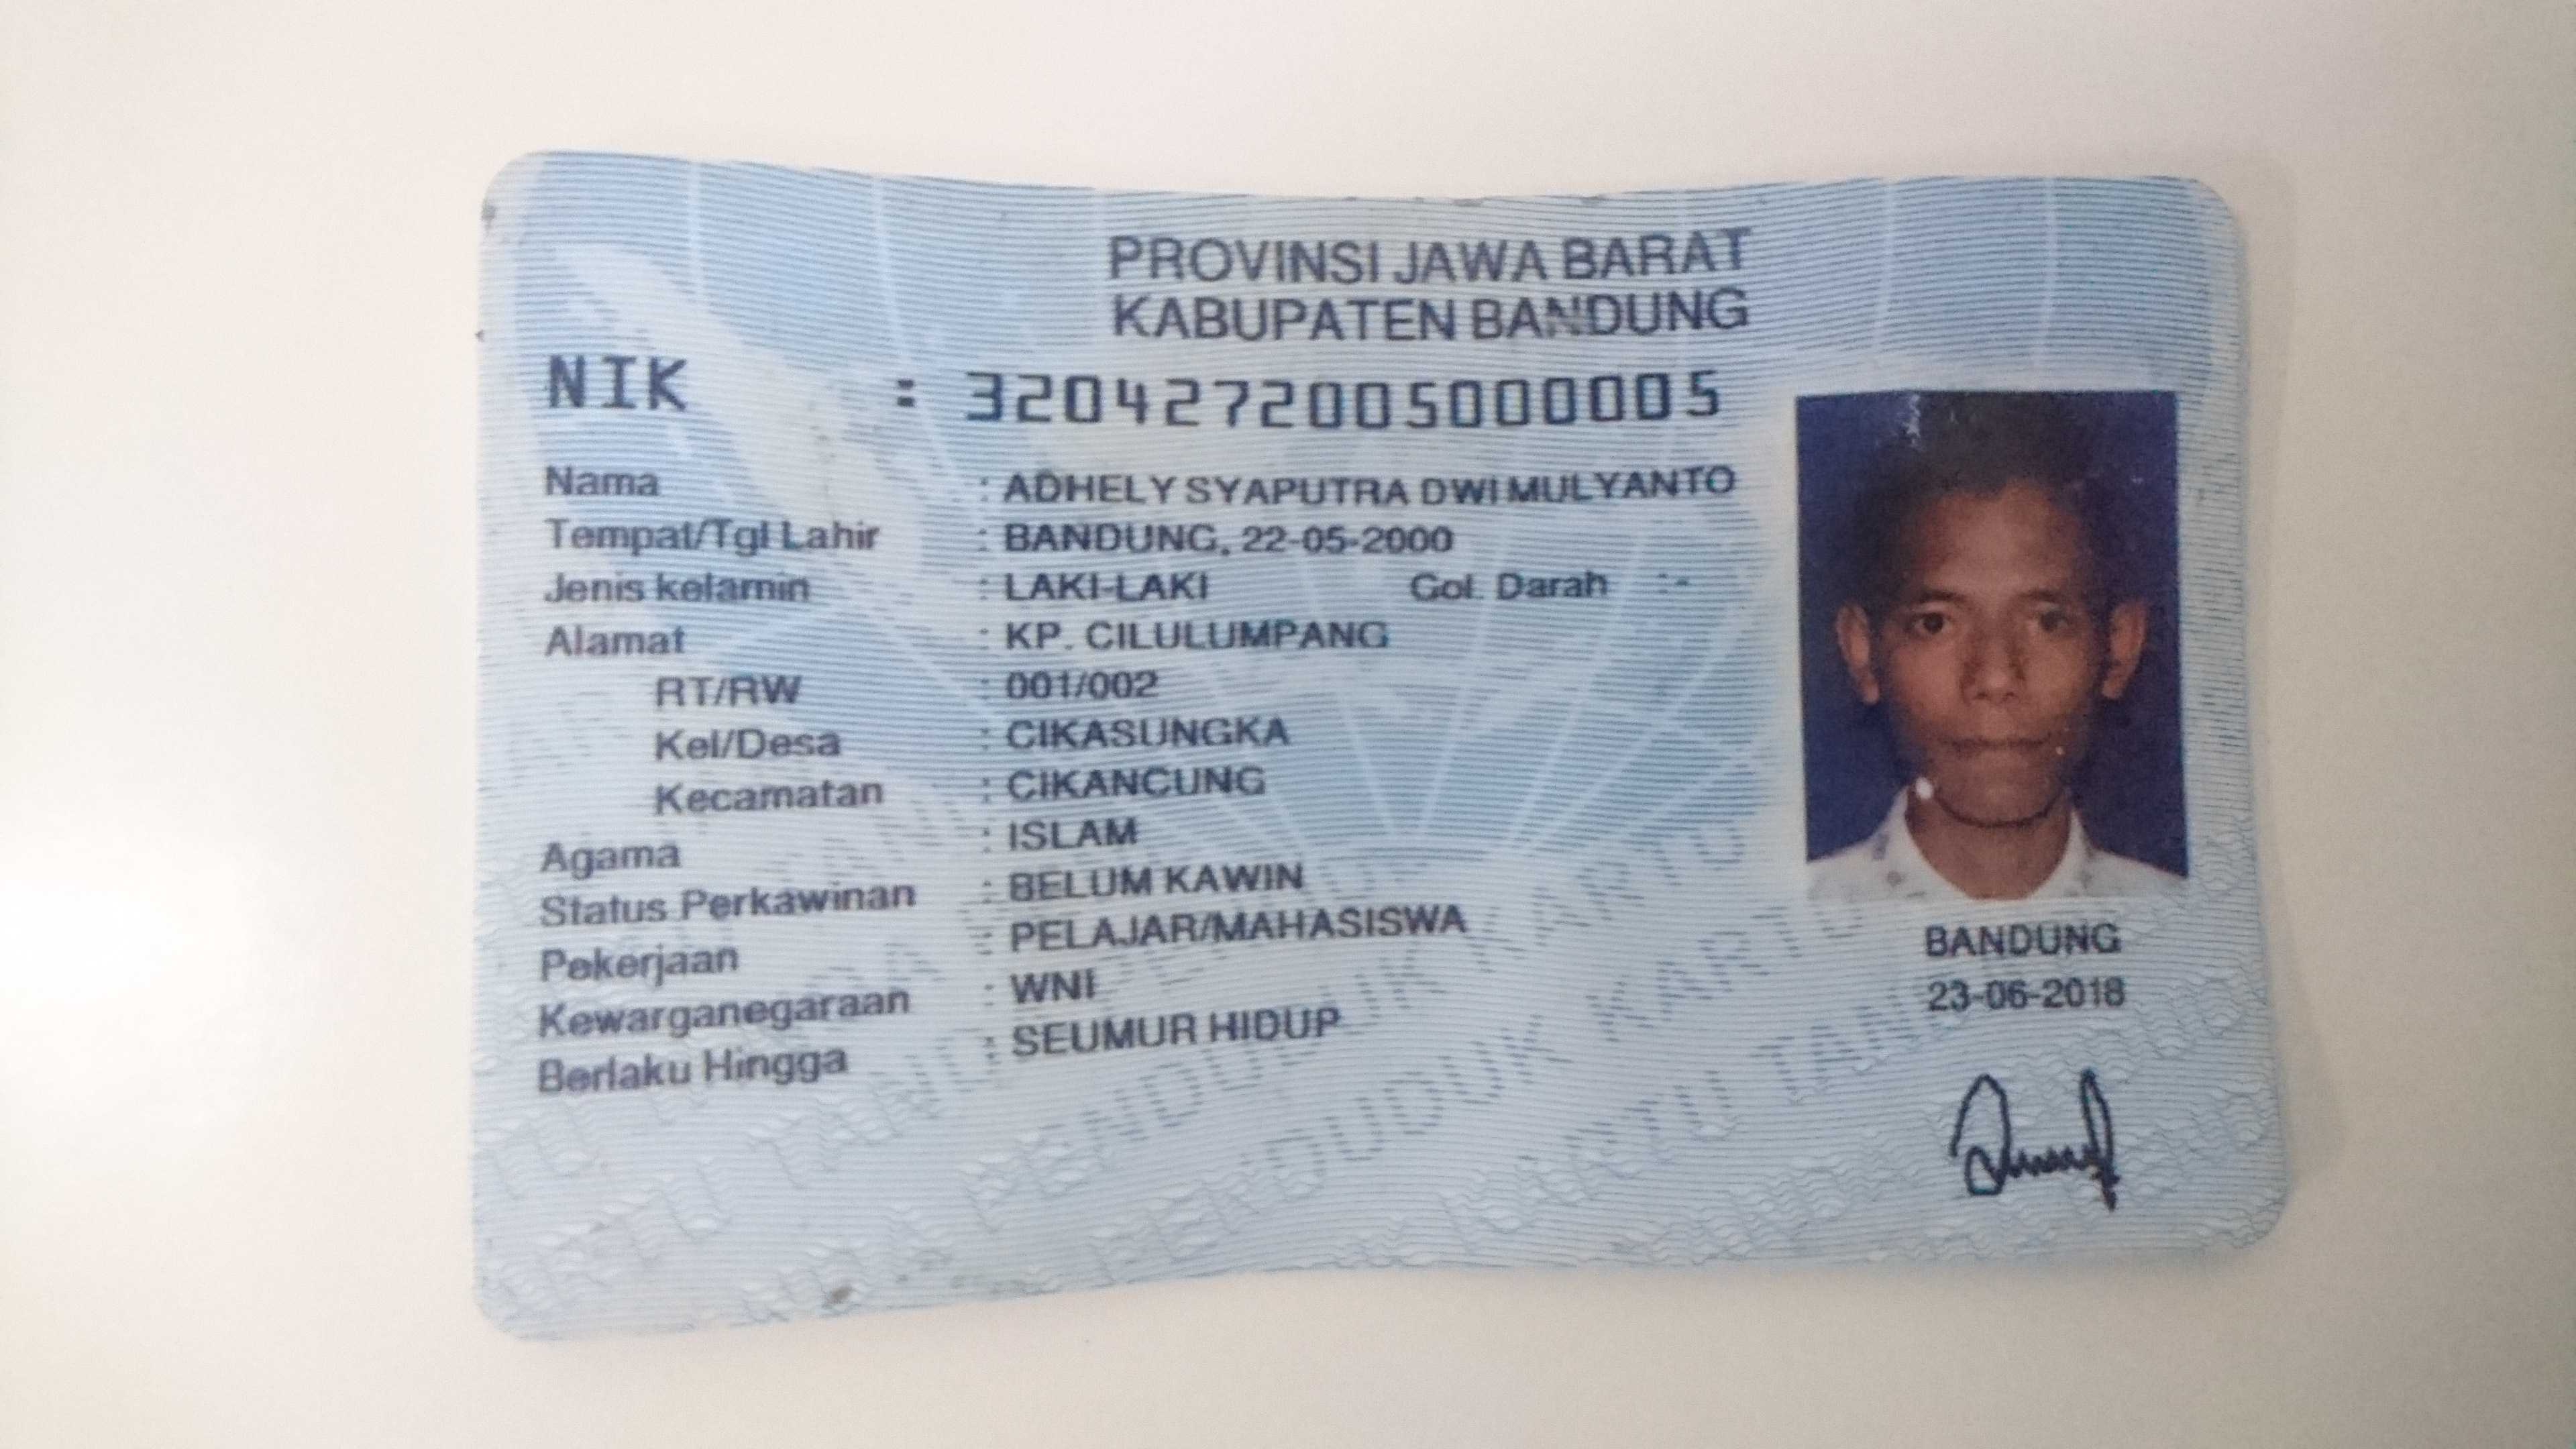 PROVINSI JAWA BARAT
KABUPATEN BANDUNG
NIK : 3204272005000005
Nama : ADHELY SYAPUTRA DWI MULYANTO
Tempat/Tgl Lahir : BANDUNG, 22-05-2000
Jenis kelamin : LAKI-LAKI Gol. Darah : -
Alamat : KP. CILULUMPANG
RT/RW : 001/002
Kel/Desa : CIKASUNGKA
Kecamatan : CIKANCUNG
Agama : ISLAM
Status Perkawinan : BELUM KAWIN
Pekerjaan : PELAJAR/MAHASISWA
Kewarganegaraan : WNI
Berlaku Hingga : SEUMUR HIDUP
BANDUNG
23-06-2018